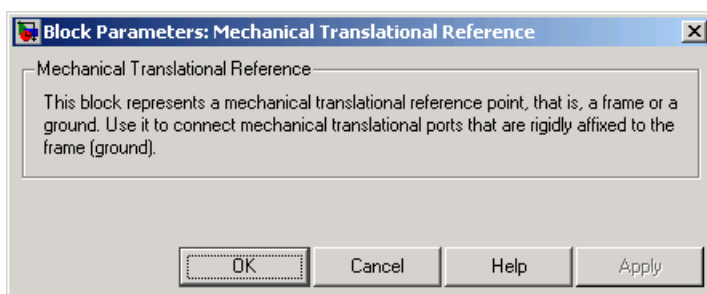 Block Parameters: Mechanical Translational Reference
Mechanical Translational Reference
This block represents a mechanical translational reference point, that is, a frame or a
ground. Use it to connect mechanical translational ports that are rigidly affixed to the
frame (ground).
OK Cancel Help Apply